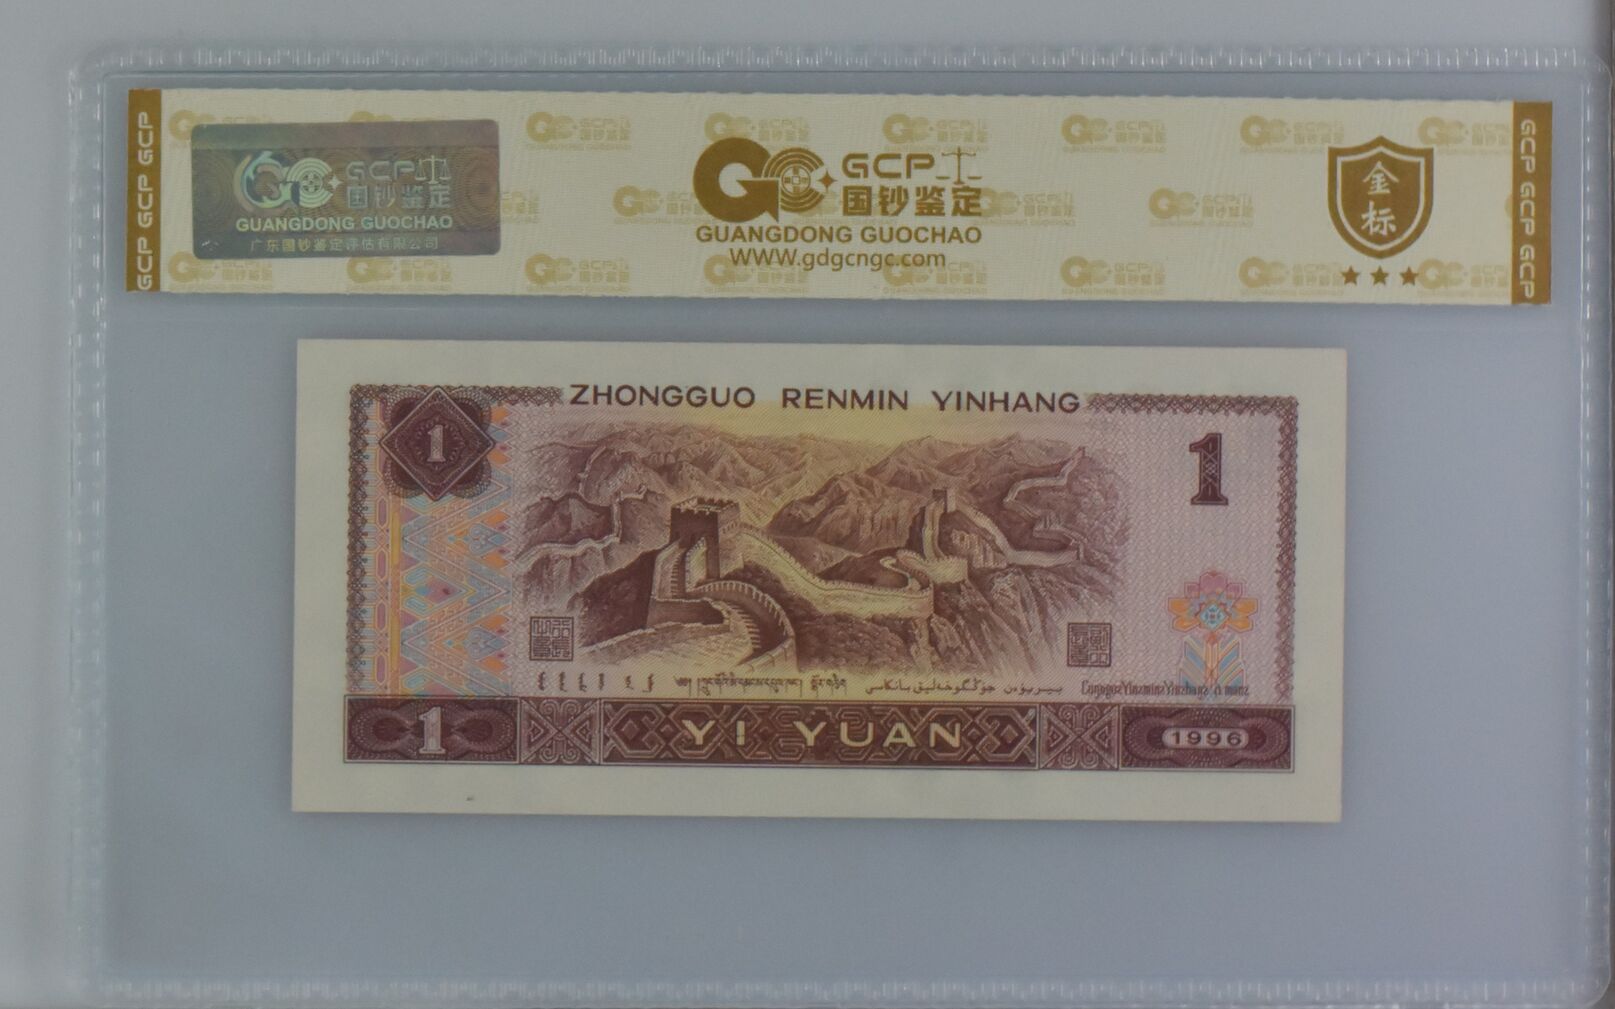 GCP GCP GCP
GCP
国钞鉴定
GUANGDONG GUOCHAO
广东国钞鉴定评估有限公司
GCP
国钞鉴定
GUANGDONG GUOCHAO
WWW.gdgcngc.com
金标
GCP GCP GCP
ZHONGGUO RENMIN YINHANG
1
1
1
YI YUAN
1996